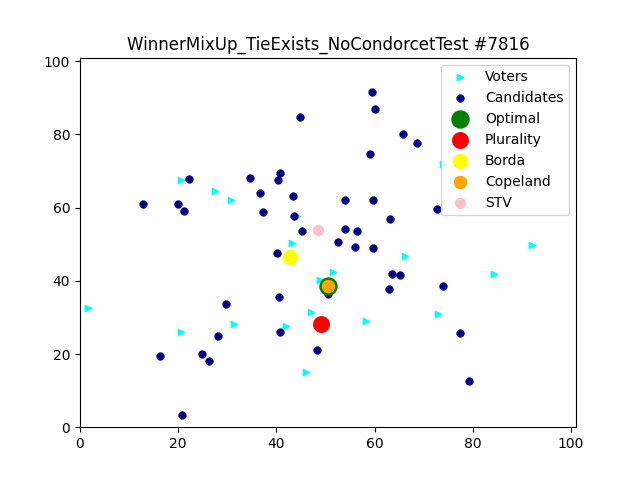 WinnerMixUp_TieExists_NoCondorcetTest #7816
Voters
Candidates
Optimal
Plurality
Borda
Copeland
STV
100
80
60
40
20
0
0 20 40 60 80 100